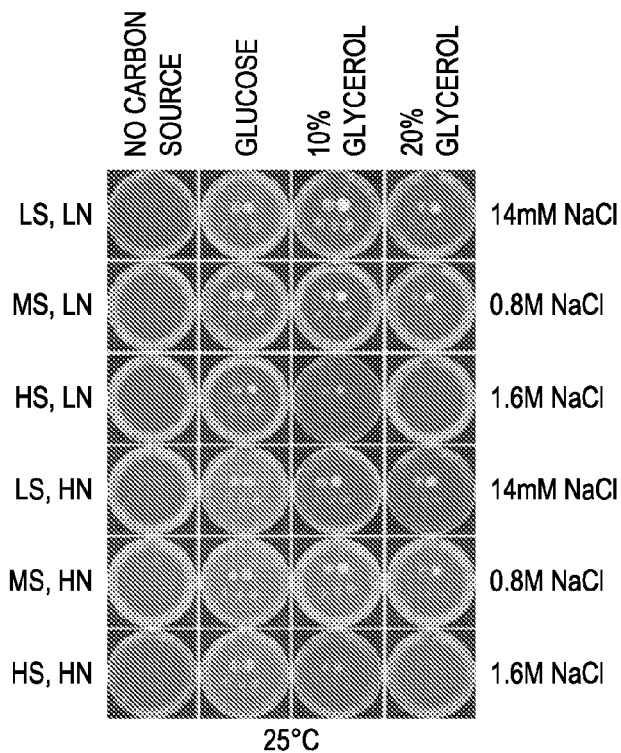 NO CARBON
SOURCE
GLUCOSE
10%
GLYCEROL
20%
GLYCEROL
LS, LN 14mM NaCl
MS, LN 0.8M NaCl
HS, LN 1.6M NaCl
LS, HN 14mM NaCl
MS, HN 0.8M NaCl
HS, HN 1.6M NaCl
25°C